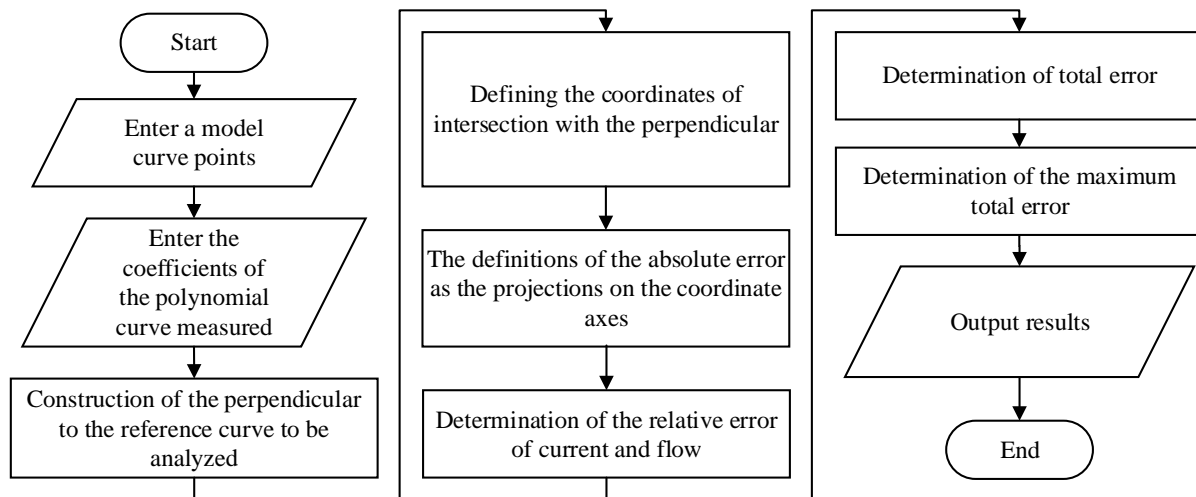 Start
Enter a model
curve points
Enter the
coefficients of
the polynomial
curve measured
Construction of the perpendicular
to the reference curve to be
analyzed
Defining the coordinates of
intersection with the perpendicular
The definitions of the absolute error
as the projections on the coordinate
axes
Determination of the relative error
of current and flow
Determination of total error
Determination of the maximum
total error
Output results
End